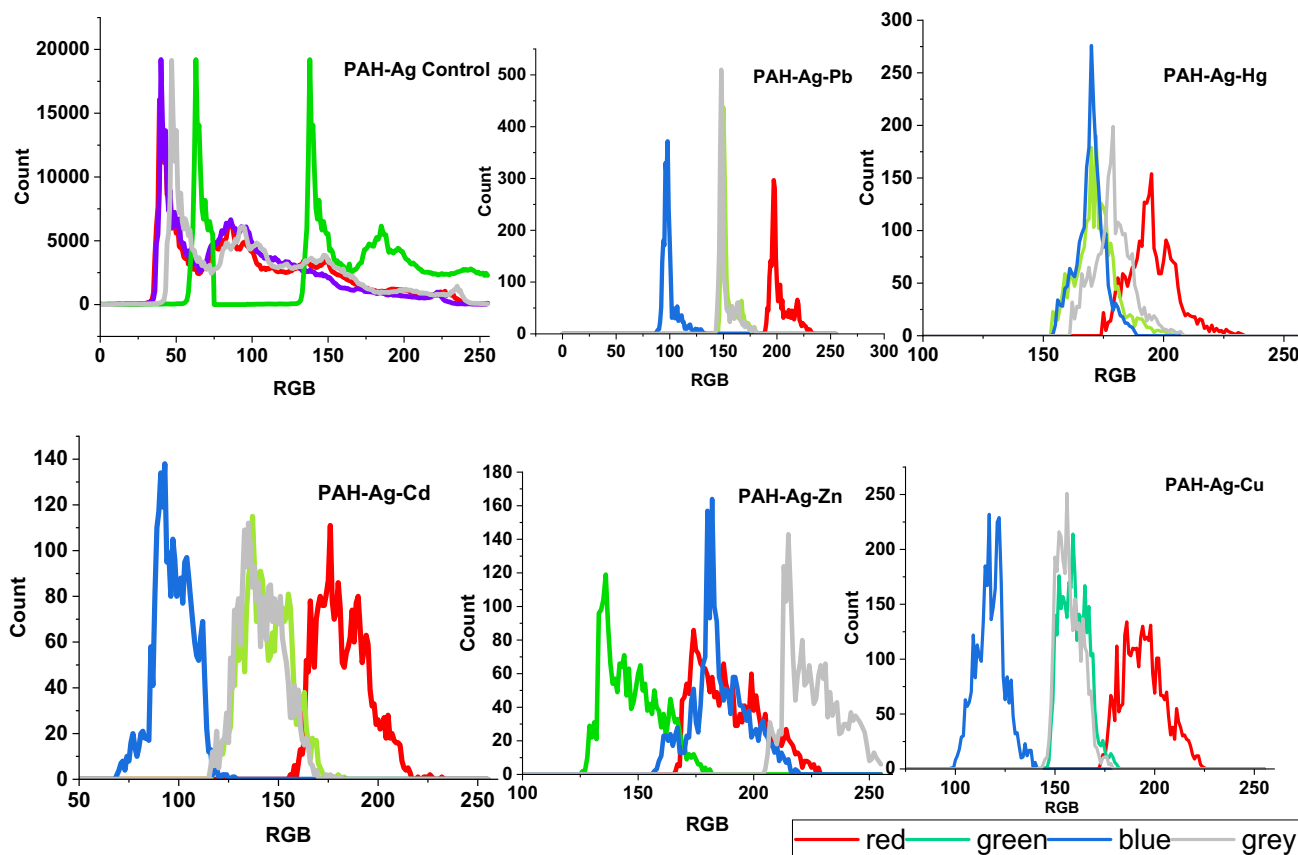 PAH-Ag Control
Count
20000
15000
10000
5000
0
0 50 100 150 200 250
RGB
PAH-Ag-Pb
Count
500
400
300
200
100
0
0 50 100 150 200 250 300
RGB
PAH-Ag-Hg
Count
300
250
200
150
100
50
0
100 150 200 250
RGB
PAH-Ag-Cd
Count
140
120
100
80
60
40
20
0
50 100 150 200 250
RGB
PAH-Ag-Zn
Count
180
160
140
120
100
80
60
40
20
0
100 150 200 250
RGB
PAH-Ag-Cu
Count
250
200
150
100
50
0
100 150 200 250
RGB
red green blue grey